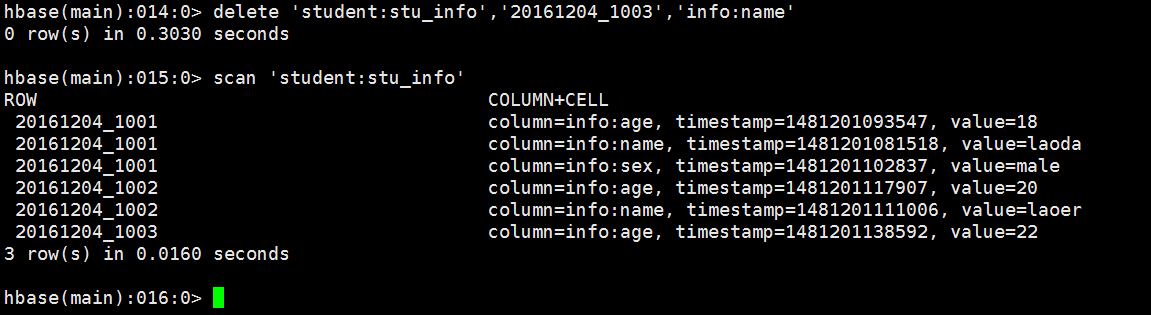 hbase(main):014:0> delete 'student:stu_info','20161204_1003','info:name'
0 row(s) in 0.3030 seconds
hbase(main):015:0> scan 'student:stu_info'
ROW COLUMN+CELL
20161204_1001 column=info:age, timestamp=1481201093547, value=18
20161204_1001 column=info:name, timestamp=1481201081518, value=laoda
20161204_1001 column=info:sex, timestamp=1481201102837, value=male
20161204_1002 column=info:age, timestamp=1481201117907, value=20
20161204_1002 column=info:name, timestamp=1481201111006, value=laoer
20161204_1003 column=info:age, timestamp=1481201138592, value=22
3 row(s) in 0.0160 seconds
hbase(main):016:0>